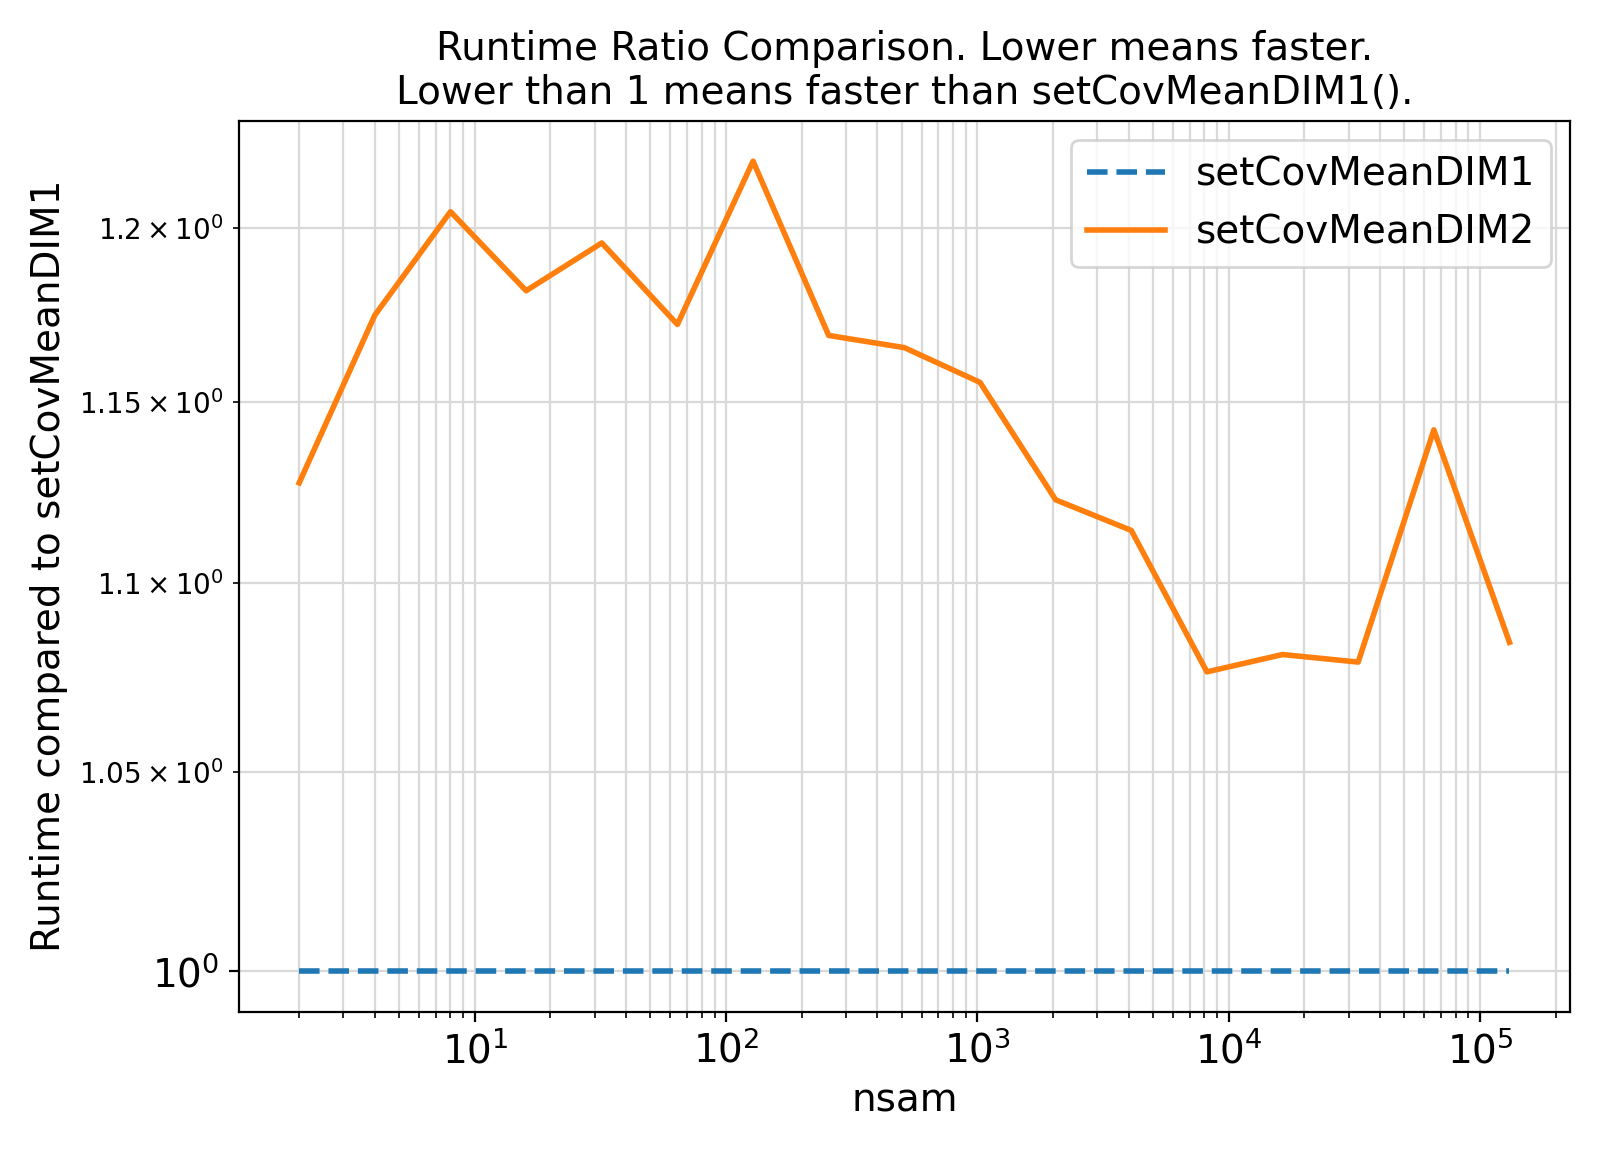 Runtime Ratio Comparison. Lower means faster.
Lower than 1 means faster than setCovMeanDIM1().
Runtime compared to setCovMeanDIM1
1.2 × 10⁰
1.15 × 10⁰
1.1 × 10⁰
1.05 × 10⁰
10⁰
setCovMeanDIM1
setCovMeanDIM2
10¹ 10² 10³ 10⁴ 10⁵
nsam